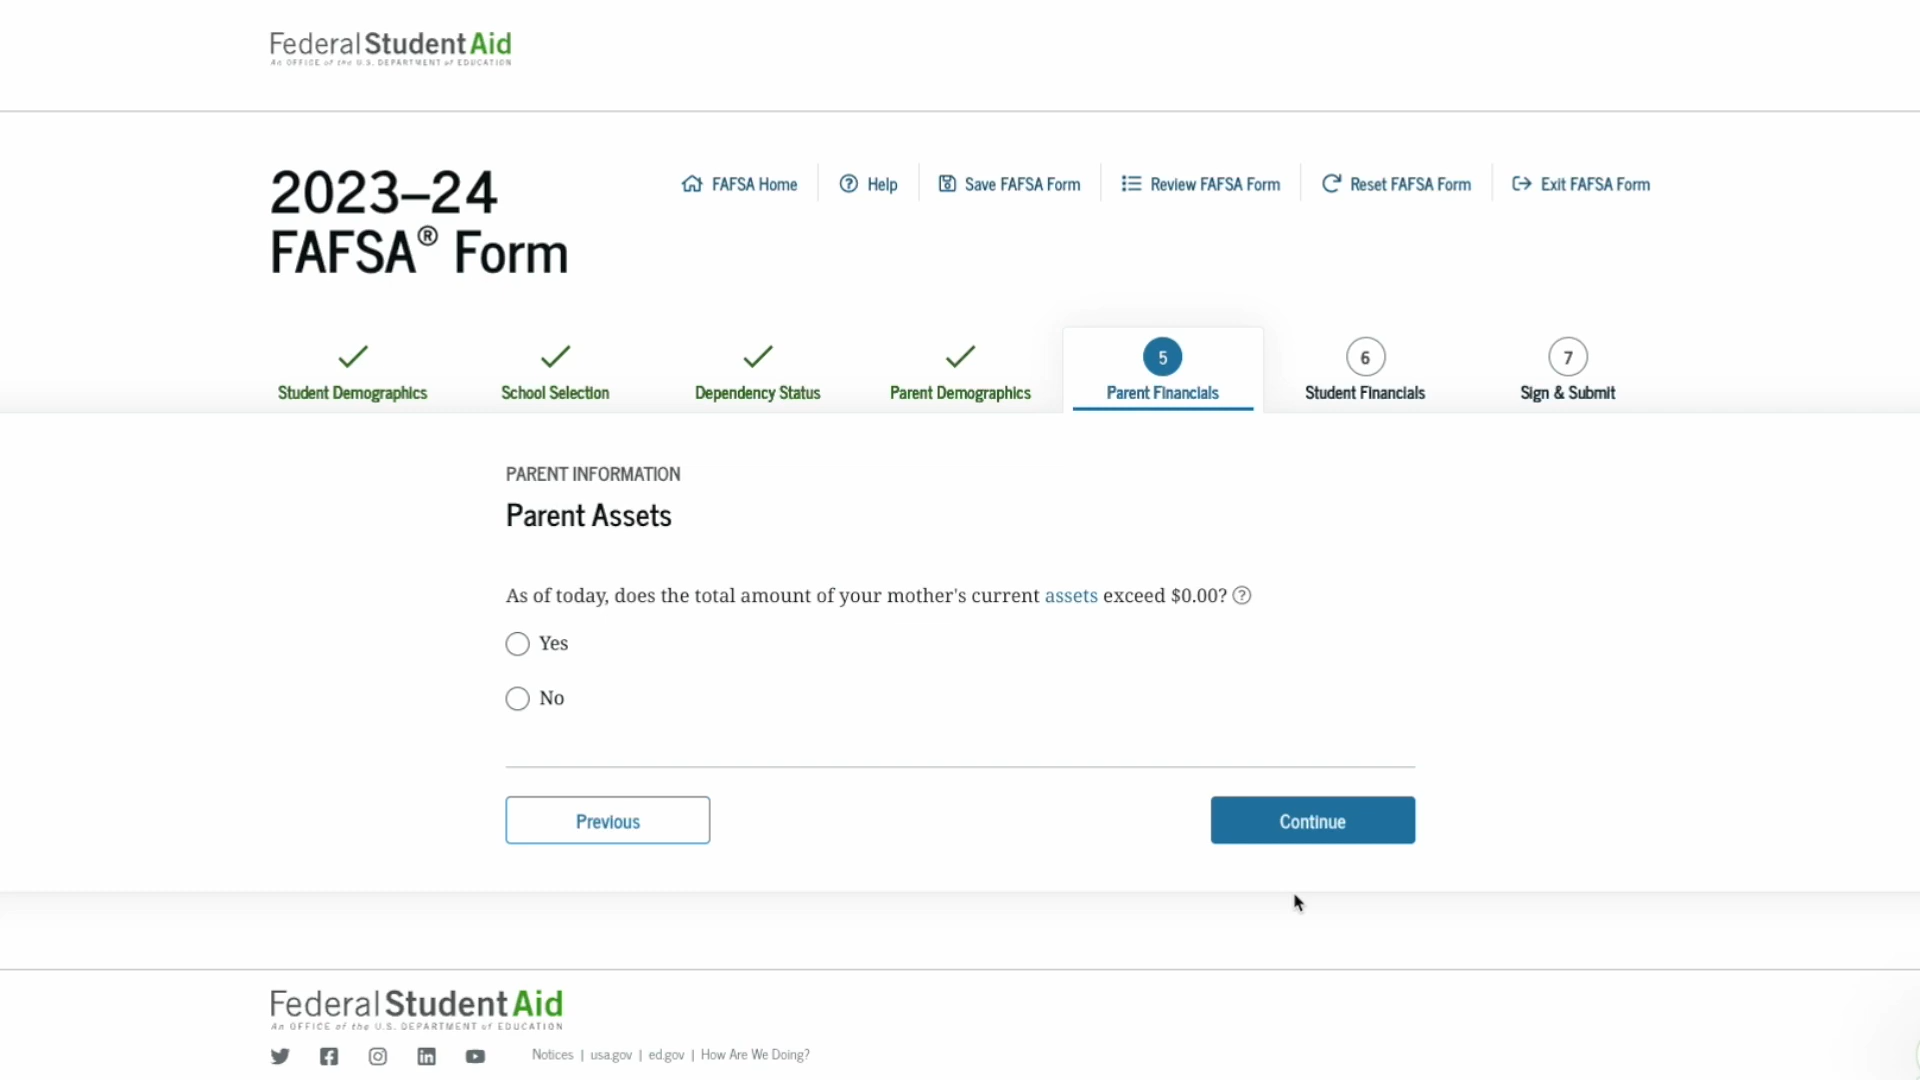 Federal StudentAid
An OFFICE of the U.S. DEPARTMENT of EDUCATION
2023–24
FAFSA® Form
FAFSA Home
Help
Save FAFSA Form
Review FAFSA Form
Reset FAFSA Form
Exit FAFSA Form
Student Demographics
School Selection
Dependency Status
Parent Demographics
5
Parent Financials
6
Student Financials
7
Sign & Submit
PARENT INFORMATION
Parent Assets
As of today, does the total amount of your mother's current assets exceed $0.00?
Yes
No
Previous
Continue
Federal StudentAid
An OFFICE of the U.S. DEPARTMENT of EDUCATION
Notices | usa.gov | ed.gov | How Are We Doing?